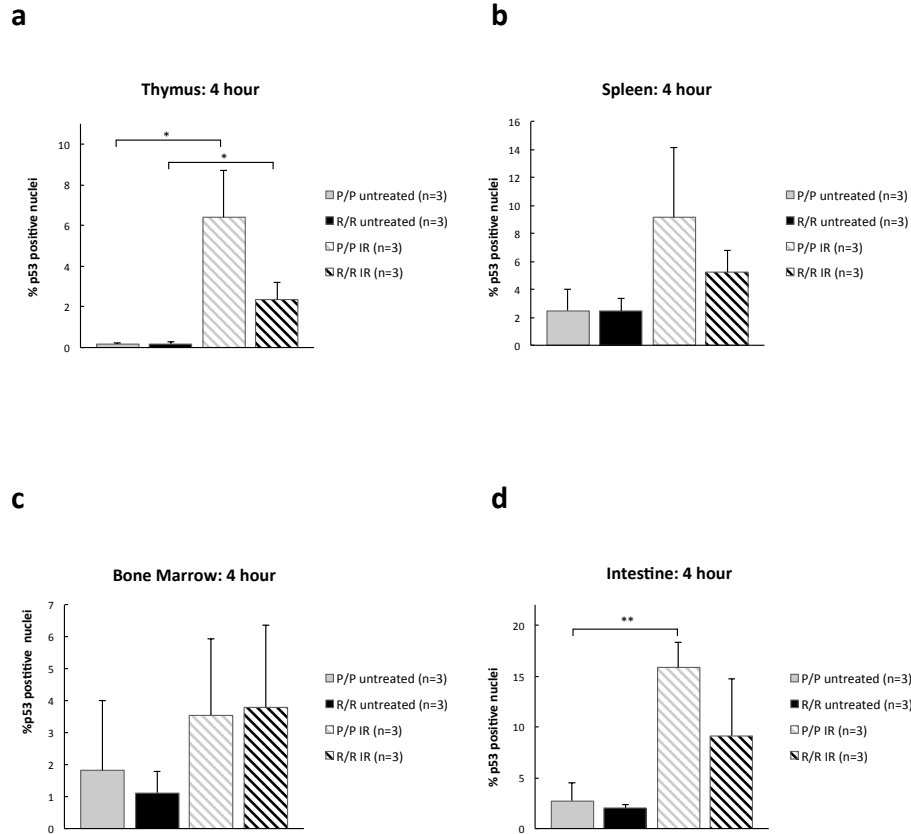 a
Thymus: 4 hour
% p53 positive nuclei
10
8
6
4
2
0
*
*
P/P untreated (n=3)
R/R untreated (n=3)
P/P IR (n=3)
R/R IR (n=3)
b
Spleen: 4 hour
% p53 positive nuclei
16
14
12
10
8
6
4
2
0
P/P untreated (n=3)
R/R untreated (n=3)
P/P IR (n=3)
R/R IR (n=3)
c
Bone Marrow: 4 hour
%p53 postitive nuclei
7
6
5
4
3
2
1
0
P/P untreated (n=3)
R/R untreated (n=3)
P/P IR (n=3)
R/R IR (n=3)
d
Intestine: 4 hour
% p53 positive nuclei
20
15
10
5
0
**
P/P untreated (n=3)
R/R untreated (n=3)
P/P IR (n=3)
R/R IR (n=3)